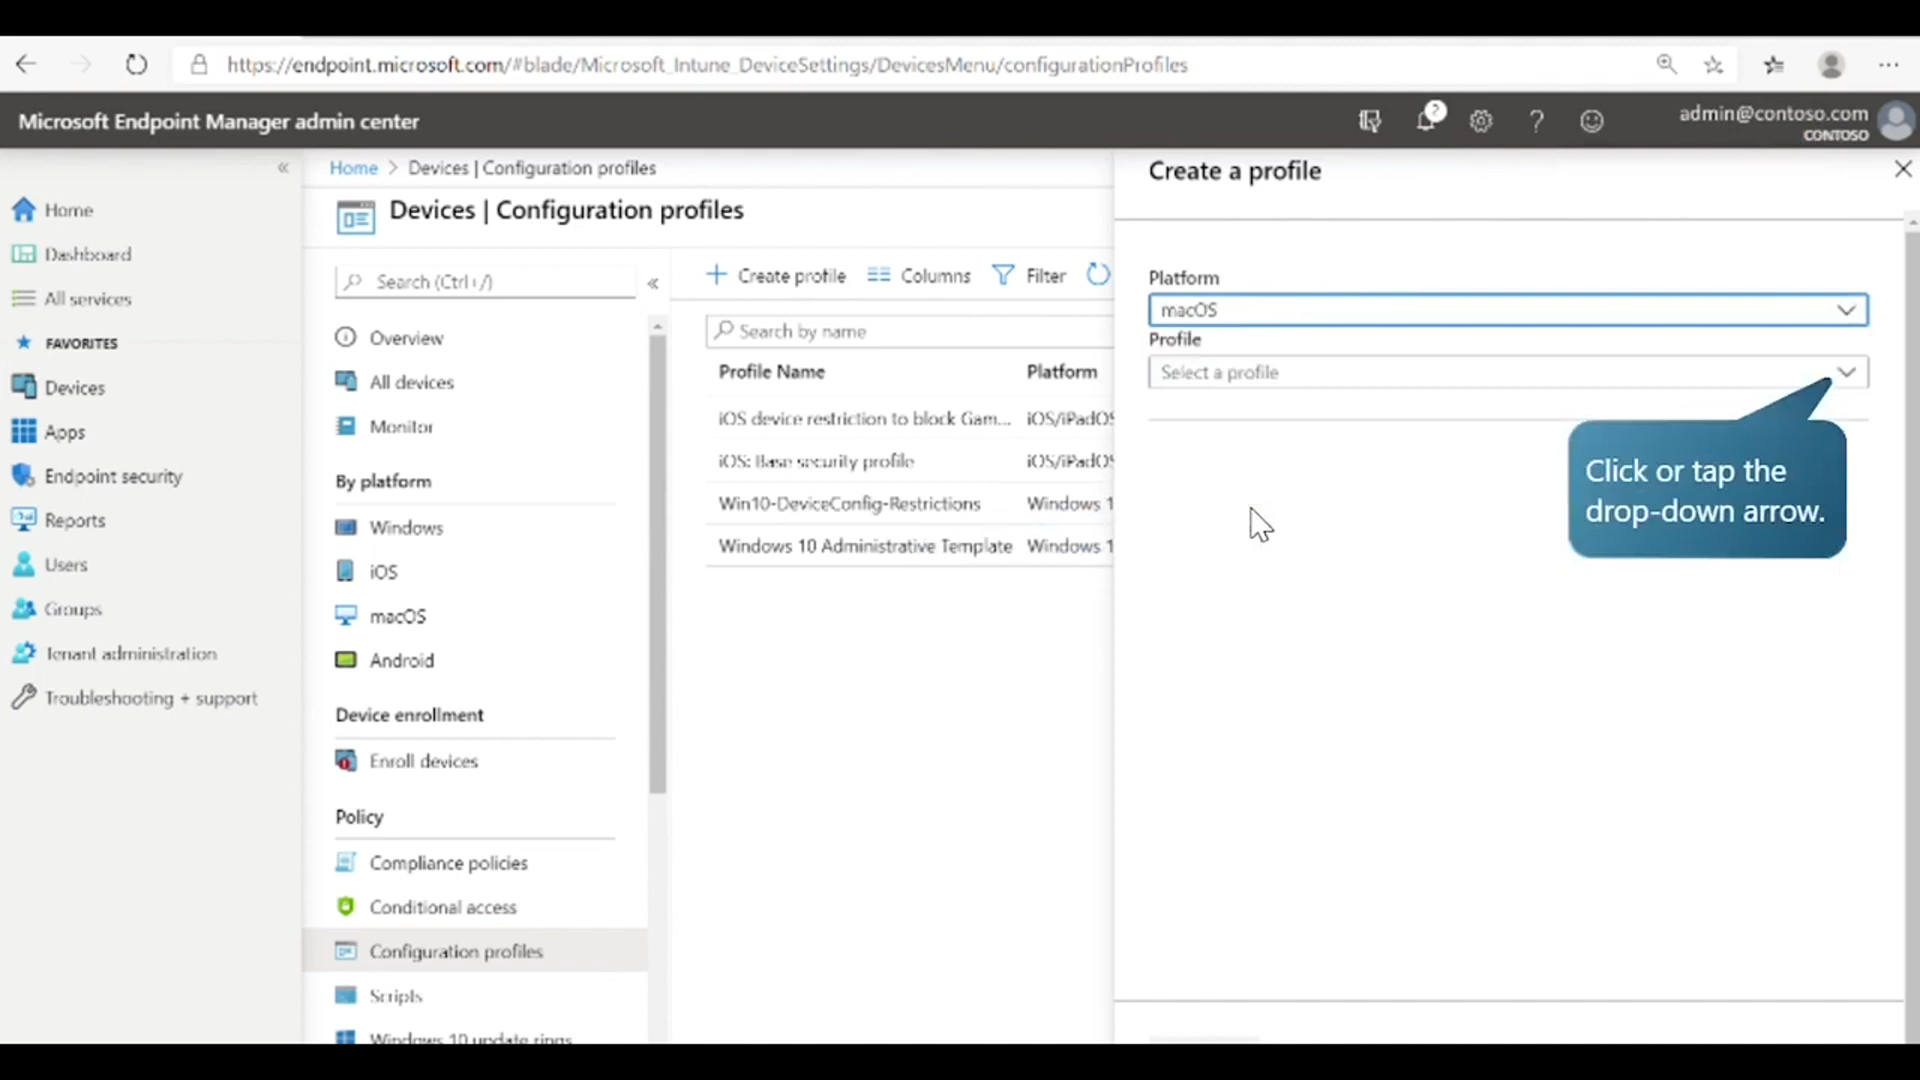 https://endpoint.microsoft.com/#blade/Microsoft_Intune_DeviceSettings/DevicesMenu/configurationProfiles
Microsoft Endpoint Manager admin center
2
?
admin@contoso.com
CONTOSO
«
Home
Dashboard
All services
FAVORITES
Devices
Apps
Endpoint security
Reports
Users
Groups
Tenant administration
Troubleshooting + support
Home > Devices | Configuration profiles
Devices | Configuration profiles
Search (Ctrl+/)
«
Overview
All devices
Monitor
By platform
Windows
iOS
macOS
Android
Device enrollment
Enroll devices
Policy
Compliance policies
Conditional access
Configuration profiles
Scripts
Windows 10 update rings
+ Create profile
Columns
Filter
Search by name
Profile Name Platform
iOS device restriction to block Gam... iOS/iPadOS
iOS: Base security profile iOS/iPadOS
Win10-DeviceConfig-Restrictions Windows 1
Windows 10 Administrative Template Windows 1
Create a profile
Platform
macOS
Profile
Select a profile
Click or tap the
drop-down arrow.